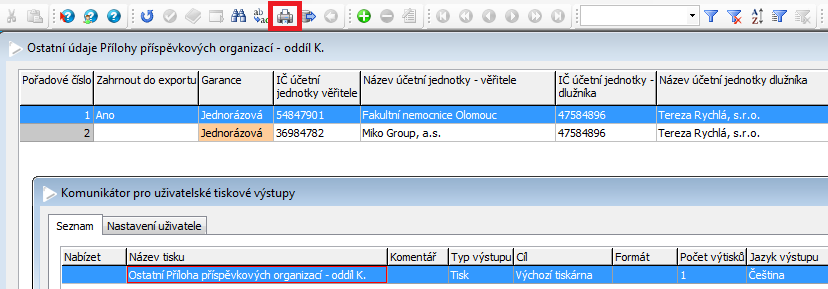 Ostatní údaje Přílohy příspěvkových organizací - oddíl K.
Pořadové číslo Zahrnout do exportu Garance IČ účetní jednotky věřitele Název účetní jednotky - věřitele IČ účetní jednotky - dlužníka Název účetní jednotky dlužníka
1 Ano Jednorázová 54847901 Fakultní nemocnice Olomouc 47584896 Tereza Rychlá, s.r.o.
2 Jednorázová 36984782 Miko Group, a.s. 47584896 Tereza Rychlá, s.r.o.
Komunikátor pro uživatelské tiskové výstupy
Seznam Nastavení uživatele
Nabízet Název tisku Komentář Typ výstupu Cíl Formát Počet výtisků Jazyk výstupu
Ostatní Příloha příspěvkových organizací - oddíl K. Tisk Výchozí tiskárna 1 Čeština